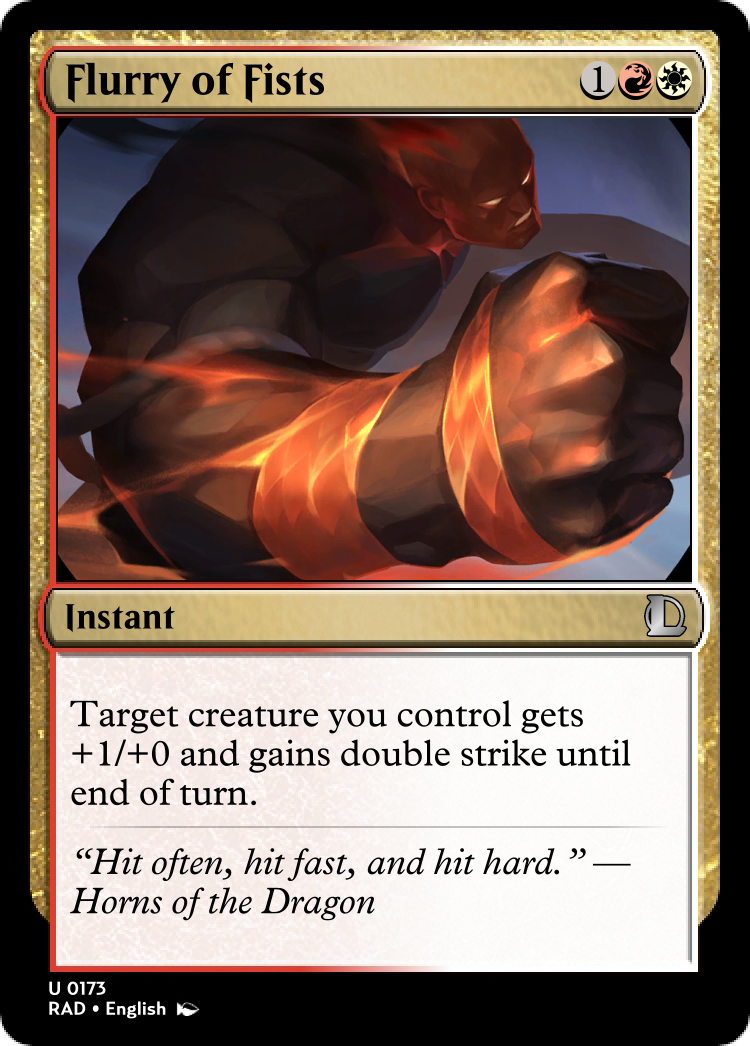 Flurry of Fists 1
Instant
Target creature you control gets
+1/+0 and gains double strike until
end of turn.
“Hit often, hit fast, and hit hard.” —
Horns of the Dragon
U 0173
RAD • English